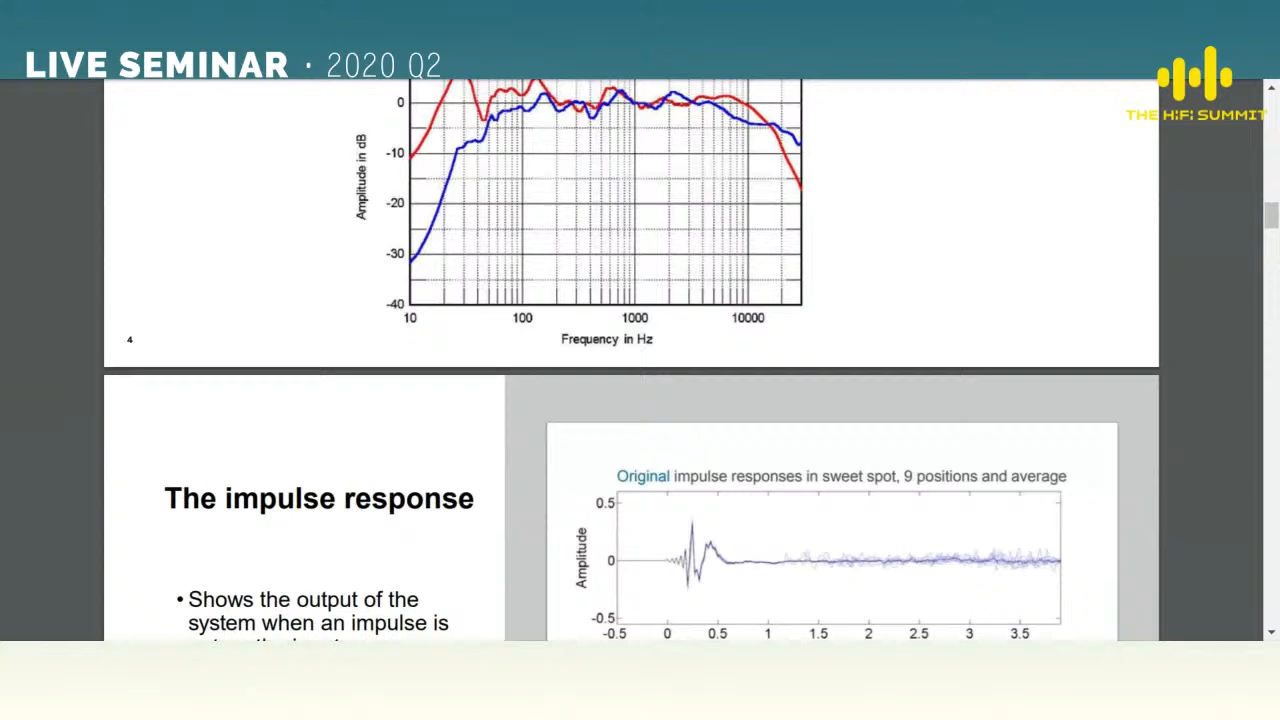 LIVE SEMINAR · 2020 Q2
THE HIFI SUMMIT
0
-10
-20
-30
-40
Amplitude in dB
10 100 1000 10000
Frequency in Hz
4
The impulse response
• Shows the output of the
system when an impulse is
Original impulse responses in sweet spot, 9 positions and average
0.5
0
-0.5
Amplitude
-0.5 0 0.5 1 1.5 2 2.5 3 3.5